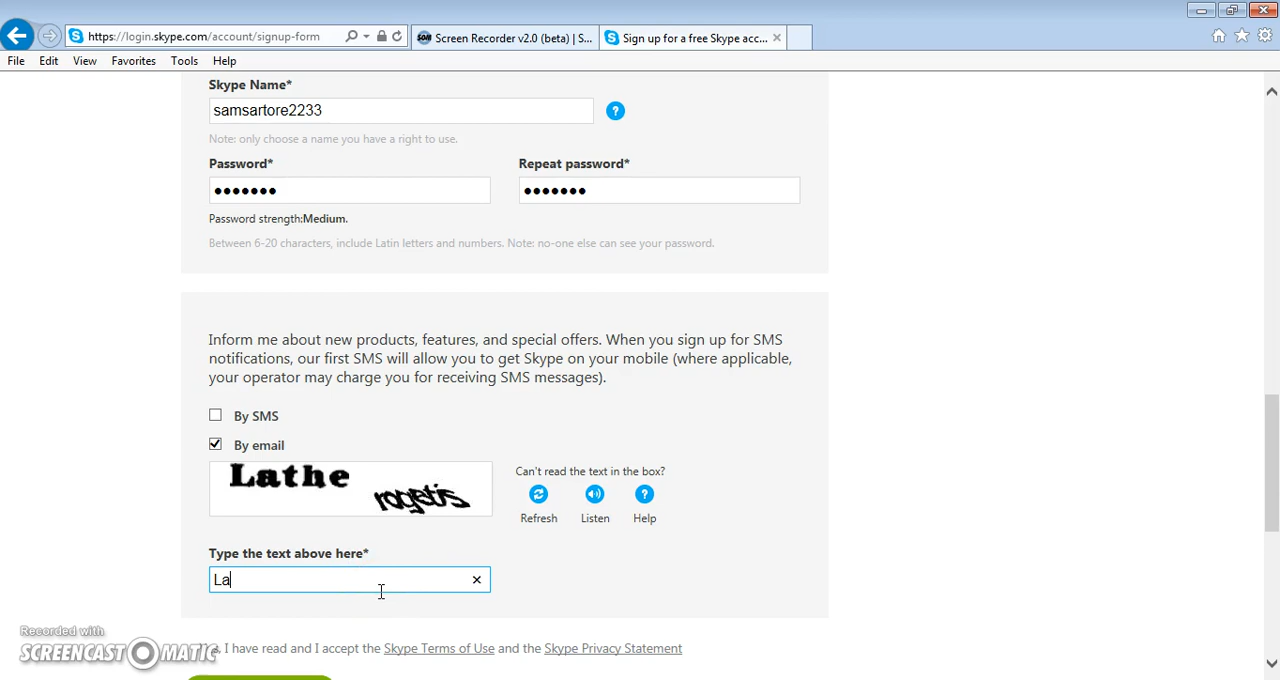 https://login.skype.com/account/signup-form
Screen Recorder v2.0 (beta) | S...
Sign up for a free Skype acc...
File Edit View Favorites Tools Help
Skype Name*
samsartore2233
Note: only choose a name you have a right to use.
Password* Repeat password*
Password strength:Medium.
Between 6-20 characters, include Latin letters and numbers. Note: no-one else can see your password.
Inform me about new products, features, and special offers. When you sign up for SMS
notifications, our first SMS will allow you to get Skype on your mobile (where applicable,
your operator may charge you for receiving SMS messages).
By SMS
By email
Lathe
rogetis
Can't read the text in the box?
Refresh Listen Help
Type the text above here*
La
I have read and I accept the Skype Terms of Use and the Skype Privacy Statement
Recorded with
SCREENCAST MATIC